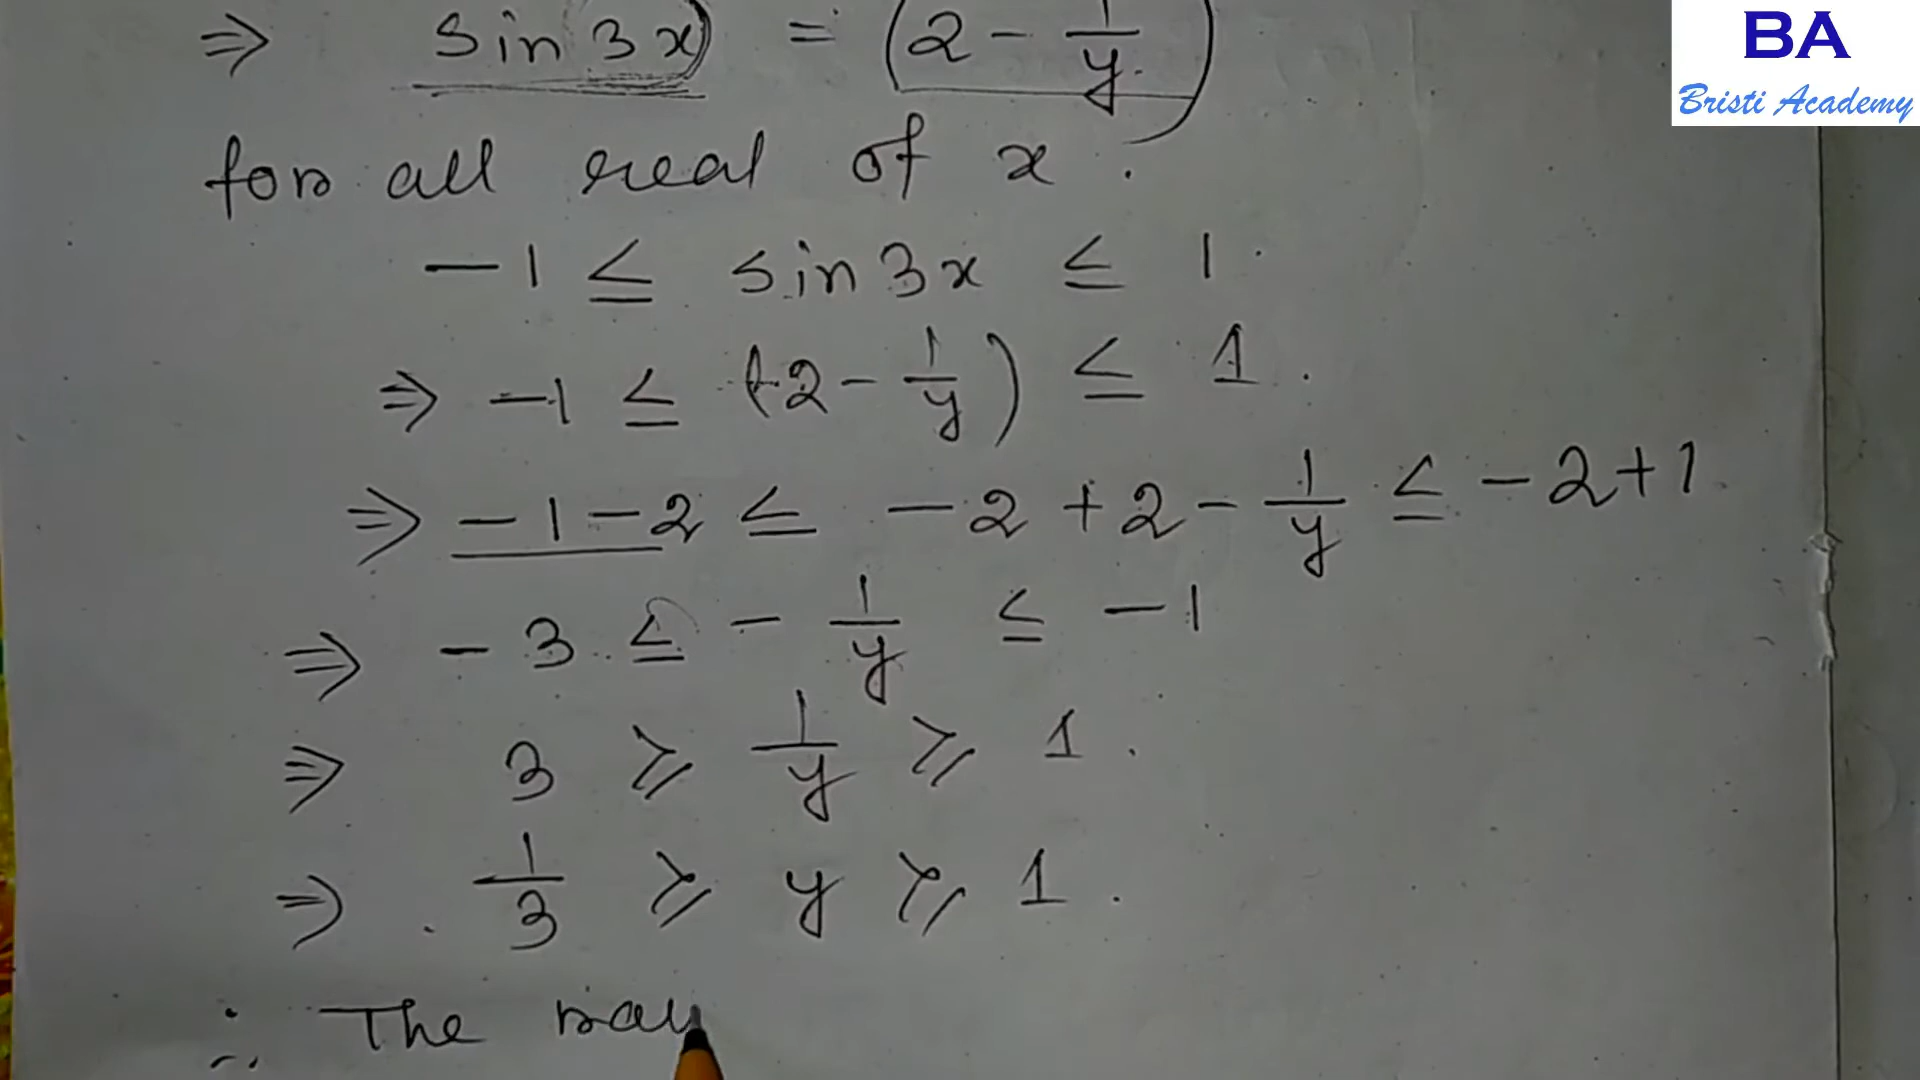 BA
Bristi Academy
⇒ sin 3x) = (2 - 1/y)
for all real of x.
-1 ≤ sin 3x ≤ 1.
⇒ -1 ≤ (2 - 1/y) ≤ 1.
⇒ -1-2 ≤ -2 + 2 - 1/y ≤ -2+1
⇒ -3 ≤ - 1/y ≤ -1
⇒ 3 ≥ 1/y ≥ 1.
⇒ 1/3 ≥ y ≥ 1.
∴ The ran